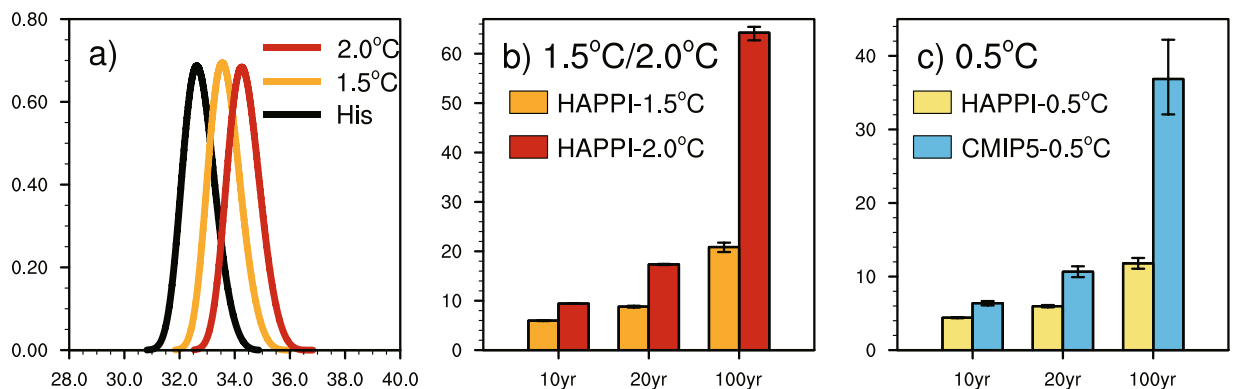 a)
2.0°C
1.5°C
His
0.80
0.60
0.40
0.20
0.00
28.0 30.0 32.0 34.0 36.0 38.0 40.0
b) 1.5°C/2.0°C
HAPPI-1.5°C
HAPPI-2.0°C
60
50
40
30
20
10
0
10yr 20yr 100yr
c) 0.5°C
HAPPI-0.5°C
CMIP5-0.5°C
40
30
20
10
0
10yr 20yr 100yr